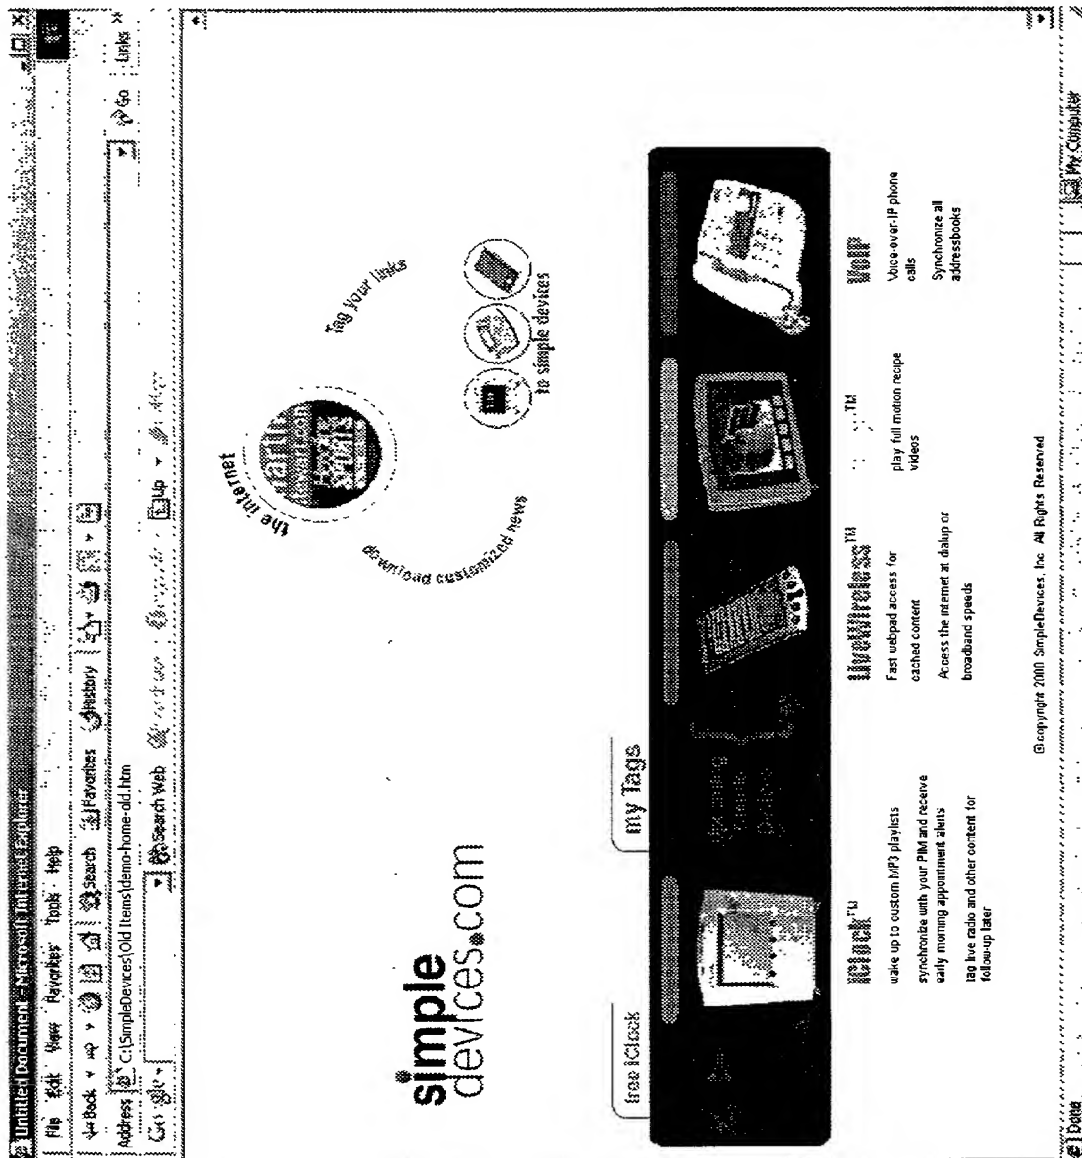 Untitled Document - Microsoft Internet Explorer
File Edit View Favorites Tools Help
Back Search Favorites History
Address C:\SimpleDevices\Old Items\demo-home-old.htm Go Links »
Search Web Up
simple
devices.com
the internet
Tag your links
download customized news
to simple devices
free iClock
my Tags
iClock™
wake up to custom MP3 playlists
synchronize with your PIM and receive
early morning appointment alerts
tag live radio and other content for
follow-up later
liveWireless™
Fast webpad access for
cached content
Access the internet at dialup or
broadband speeds
™
play full motion recipe
videos
VoIP
Voice-over-IP phone
calls
Synchronize all
addressbooks
©copyright 2000 SimpleDevices, Inc All Rights Reserved
Done
My Computer